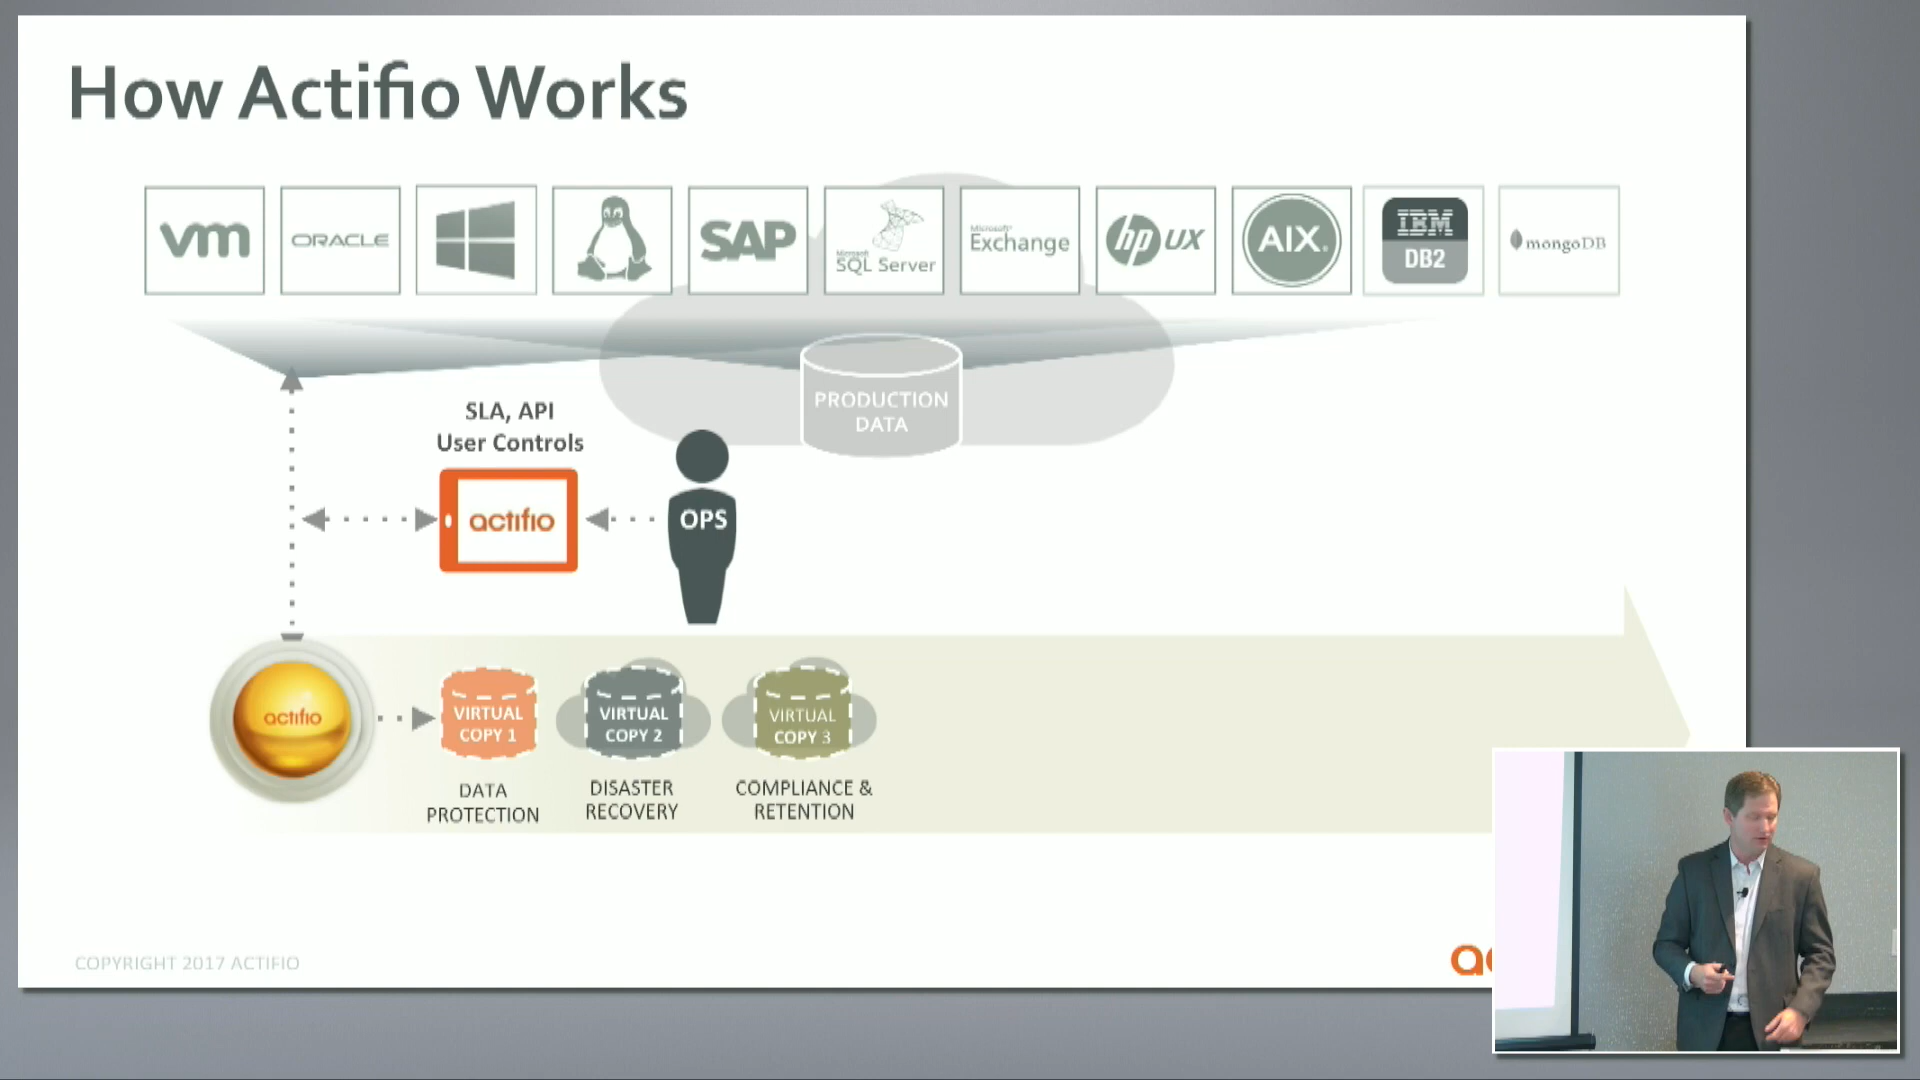 How Actifio Works
vm
ORACLE
SAP
Microsoft
SQL Server
Microsoft
Exchange
hp UX
AIX
IBM
DB2
mongoDB
PRODUCTION
DATA
SLA, API
User Controls
actifio
OPS
actifio
VIRTUAL
COPY 1
VIRTUAL
COPY 2
VIRTUAL
COPY 3
DATA
PROTECTION
DISASTER
RECOVERY
COMPLIANCE &
RETENTION
COPYRIGHT 2017 ACTIFIO